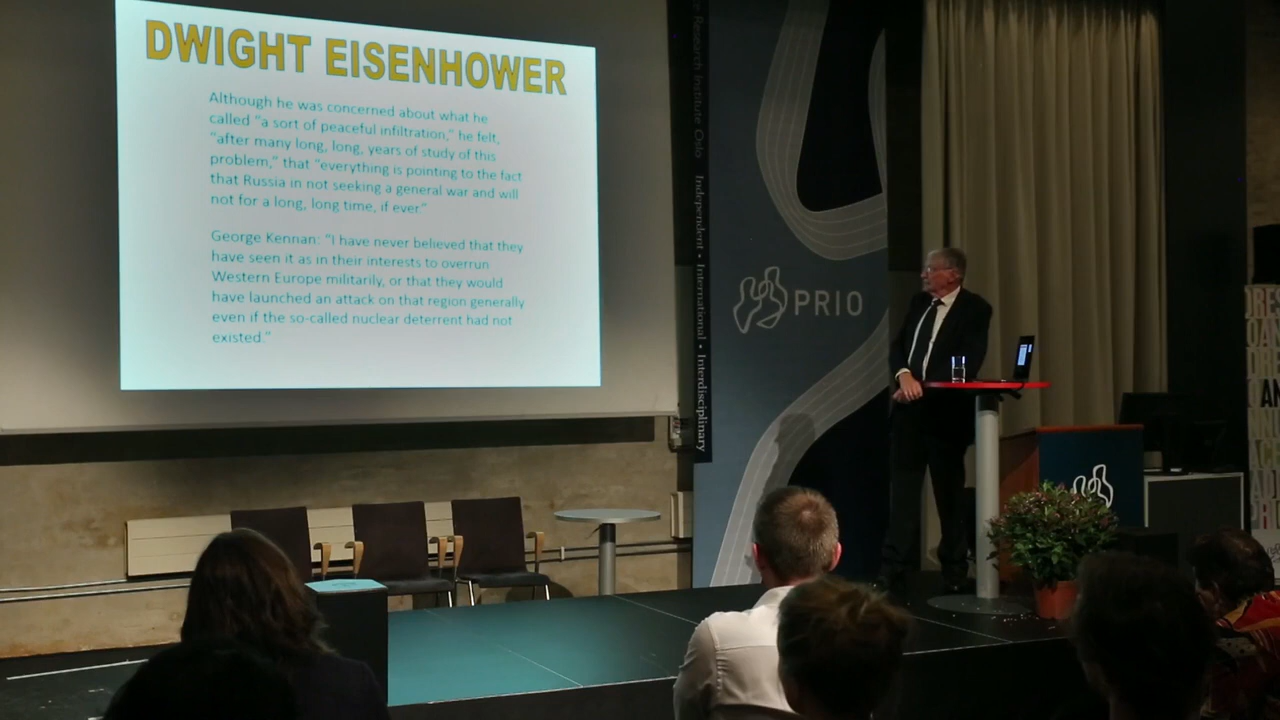 DWIGHT EISENHOWER
Although he was concerned about what he
called "a sort of peaceful infiltration," he felt,
"after many long, long, years of study of this
problem," that "everything is pointing to the fact
that Russia in not seeking a general war and will
not for a long, long time, if ever."
George Kennan: "I have never believed that they
have seen it as in their interests to overrun
Western Europe militarily, or that they would
have launched an attack on that region generally
even if the so-called nuclear deterrent had not
existed."
Research Institute Oslo
Independent • International • Interdisciplinary
PRIO